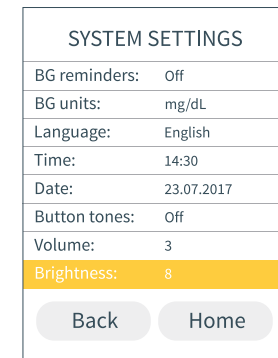 SYSTEM SETTINGS
BG reminders: Off
BG units: mg/dL
Language: English
Time: 14:30
Date: 23.07.2017
Button tones: Off
Volume: 3
Brightness: 8
Back Home